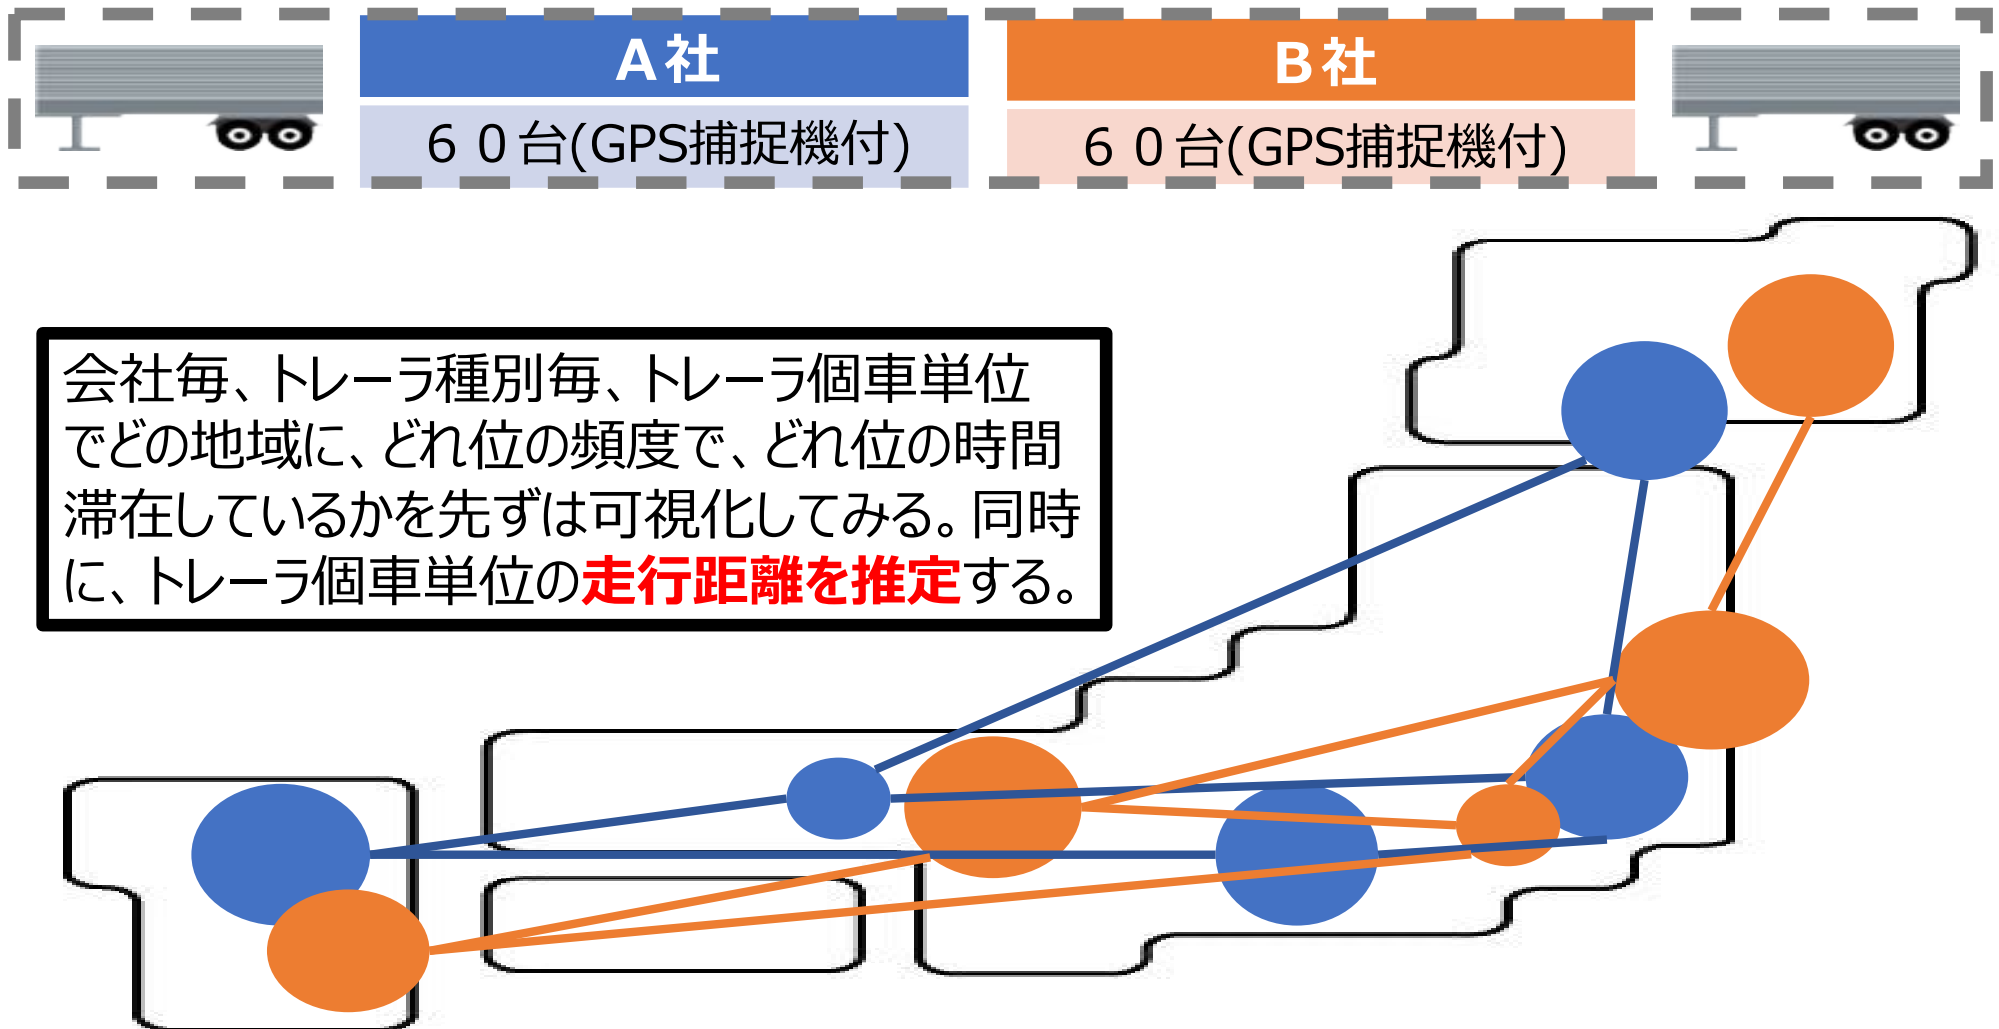 A社
B社
６０台(GPS捕捉機付)
６０台(GPS捕捉機付)
会社毎、トレーラ種別毎、トレーラ個車単位
でどの地域に、どれ位の頻度で、どれ位の時間
滞在しているかを先ずは可視化してみる。同時
に、トレーラ個車単位の走行距離を推定する。